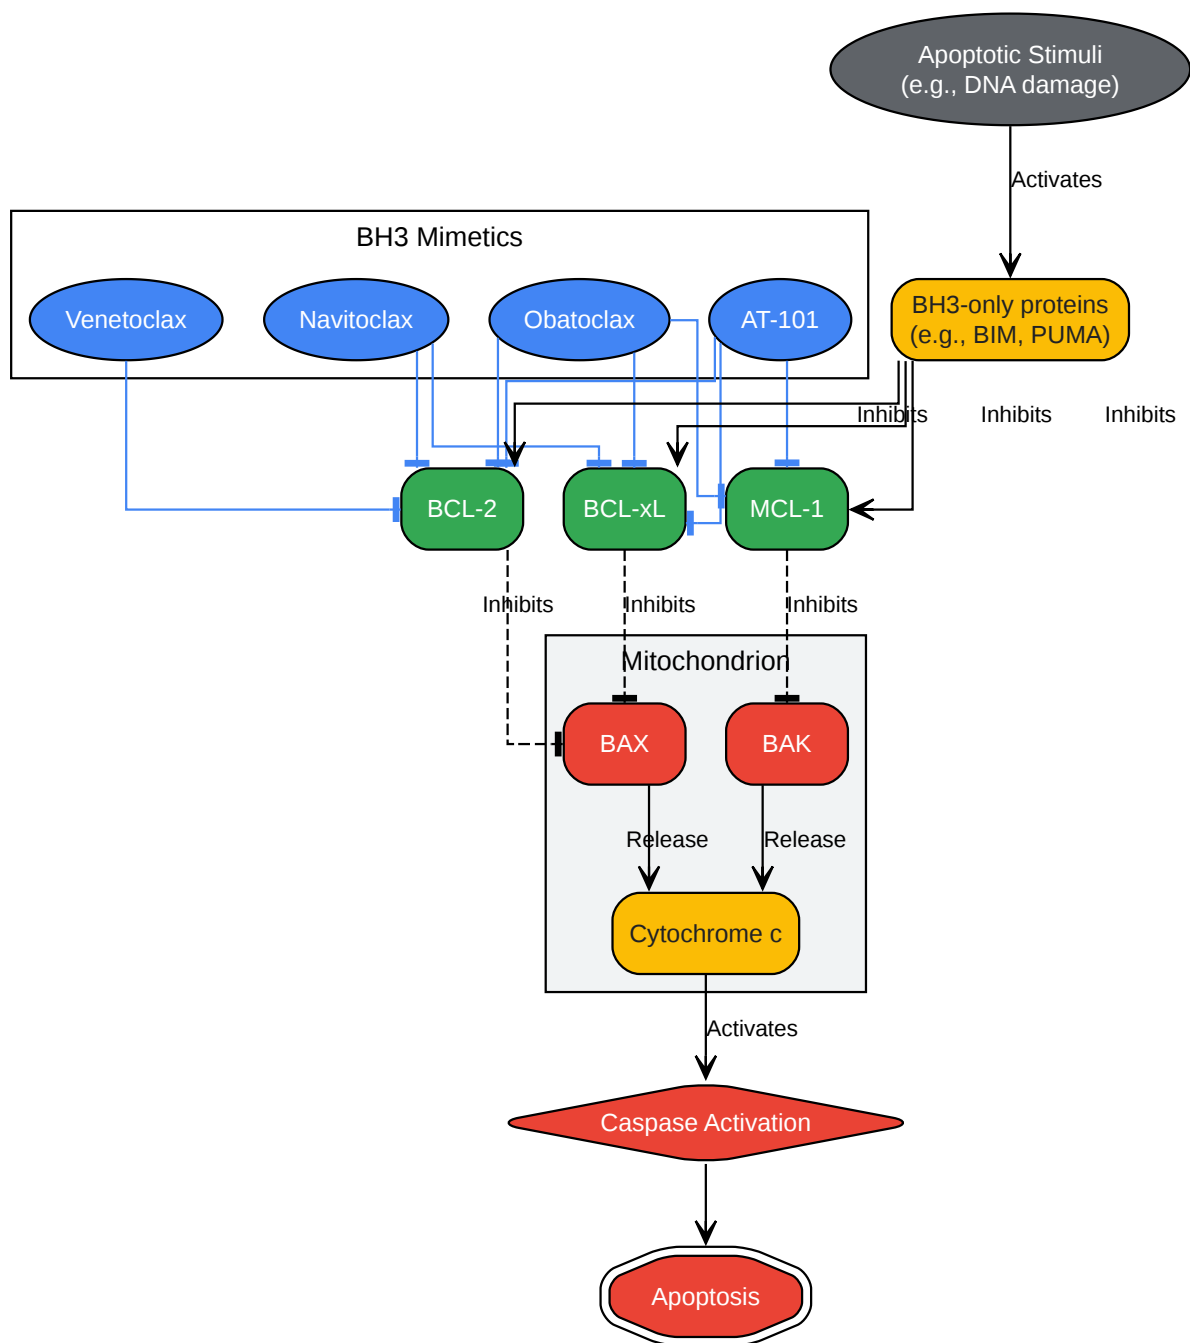 Apoptotic Stimuli
(e.g., DNA damage)
Activates
BH3 Mimetics
Venetoclax
Navitoclax
Obatoclax
AT-101
BH3-only proteins
(e.g., BIM, PUMA)
Inhibits
Inhibits
Inhibits
BCL-2
BCL-xL
MCL-1
Inhibits
Inhibits
Inhibits
Mitochondrion
BAX
BAK
Release
Release
Cytochrome c
Activates
Caspase Activation
Apoptosis